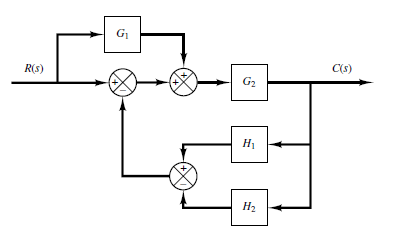 G₁
R(s)
C(s)
+
+
+
−
G₂
H₁
+
−
H₂